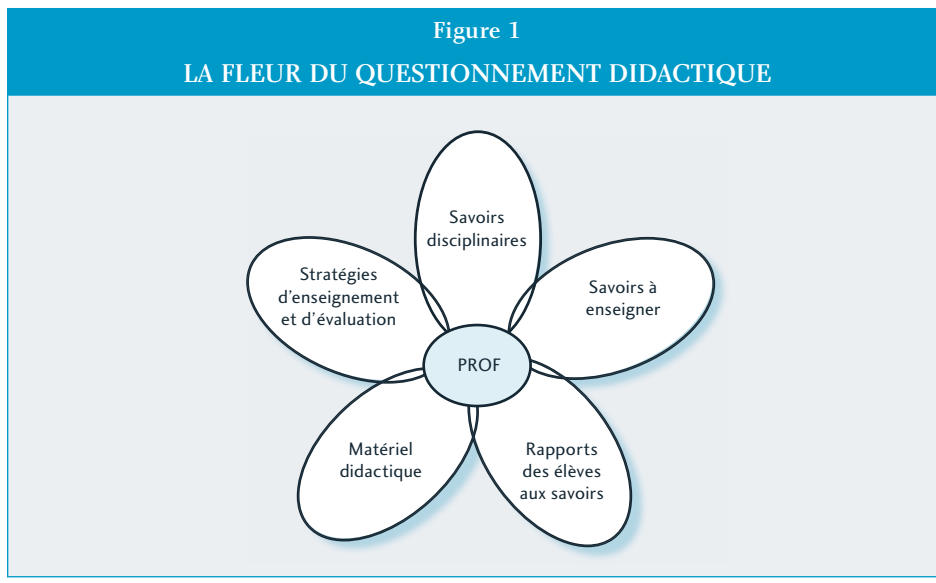 Figure 1
LA FLEUR DU QUESTIONNEMENT DIDACTIQUE
Savoirs
disciplinaires
Stratégies
d’enseignement
et d’évaluation
Savoirs à
enseigner
PROF
Matériel
didactique
Rapports
des élèves
aux savoirs